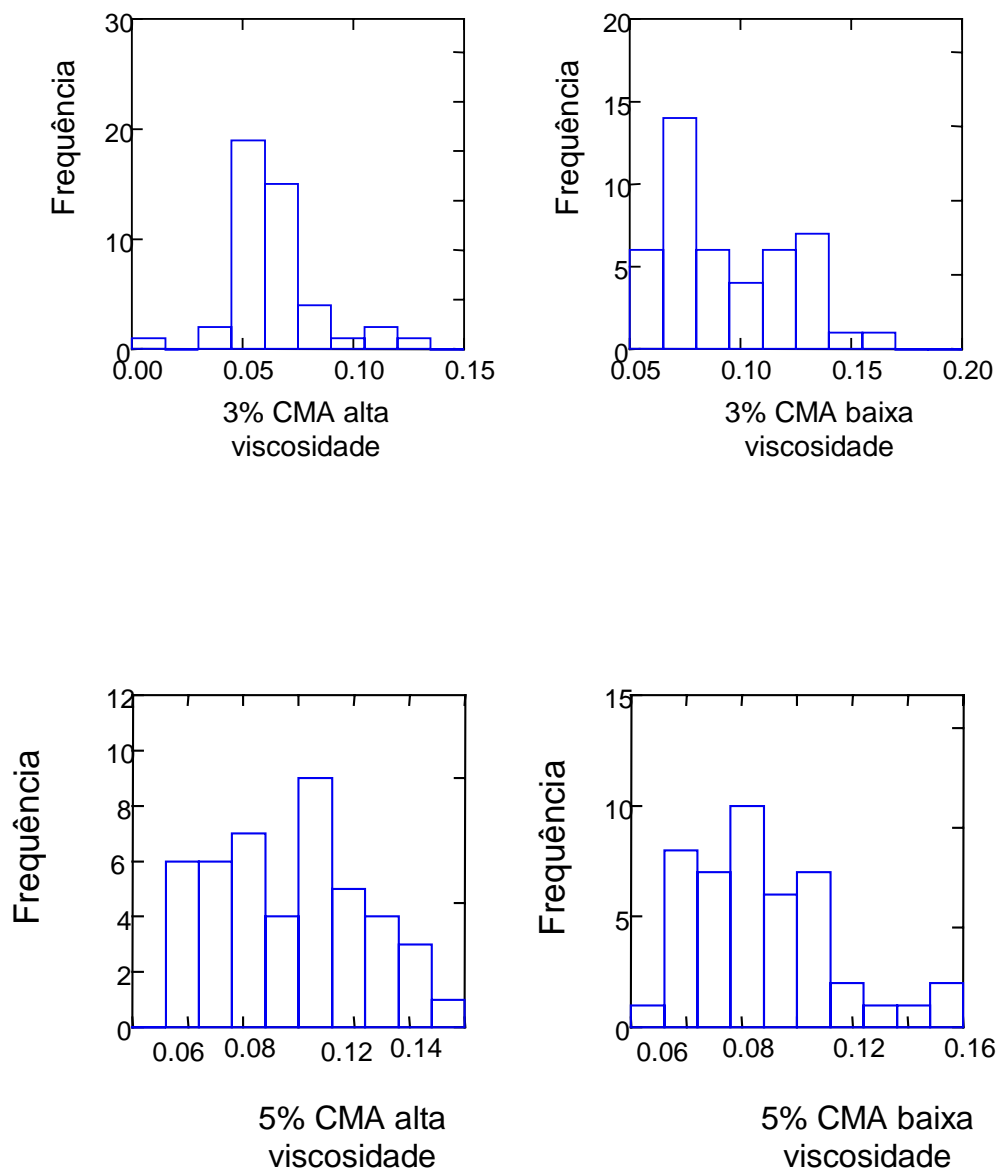 30
20
10
0
Frequência
0.00 0.05 0.10 0.15
3% CMA alta
viscosidade
20
15
10
5
0
Frequência
0.05 0.10 0.15 0.20
3% CMA baixa
viscosidade
12
10
8
6
4
2
0
Frequência
0.06 0.08 0.12 0.14
5% CMA alta
viscosidade
15
10
5
0
Frequência
0.06 0.08 0.12 0.16
5% CMA baixa
viscosidade